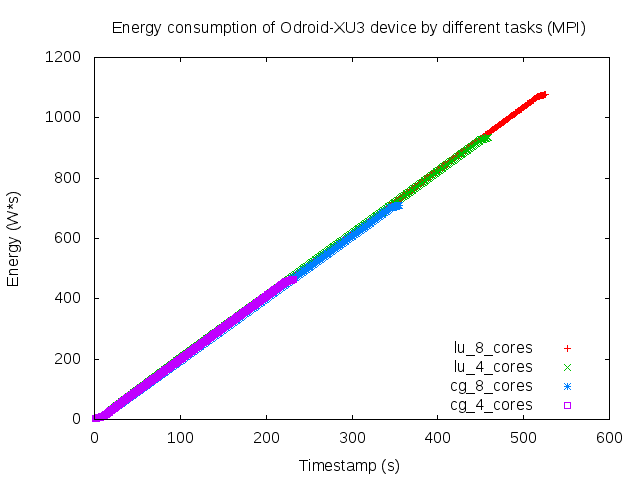 Energy consumption of Odroid-XU3 device by different tasks (MPI)
1200
1000
800
600
400
200
0
Energy (W*s)
lu_8_cores
lu_4_cores
cg_8_cores
cg_4_cores
0 100 200 300 400 500 600
Timestamp (s)